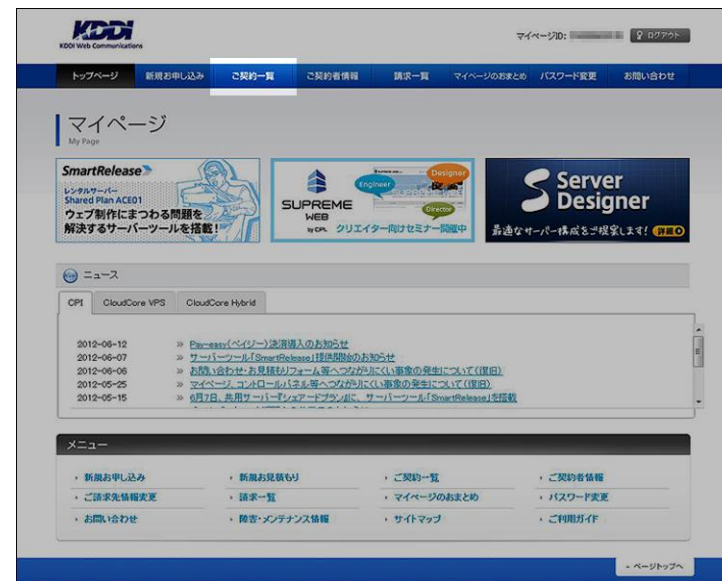 KDDI
KDDI Web Communications
マイページID:
ログアウト
トップページ 新規お申し込み ご契約一覧 ご契約者情報 請求一覧 マイページのおまとめ パスワード変更 お問い合わせ
マイページ
My Page
SmartRelease
レンタルサーバー
Shared Plan ACE01
ウェブ制作にまつわる問題を
解決するサーバーツールを搭載!
Engineer
Designer
Director
SUPREME
WEB
by CPI. クリエイター向けセミナー開催中
Server
Designer
最適なサーバー構成をご提案します! 詳細
ニュース
CPI CloudCore VPS CloudCore Hybrid
2012-06-12 » Pay-easy(ペイジー)決済導入のお知らせ
2012-06-07 » サーバーツール「SmartRelease」提供開始のお知らせ
2012-06-06 » お問い合わせ・お見積もりフォーム等へつながりにくい事象の発生について(復旧)
2012-05-25 » マイページ、コントロールパネル等へつながりにくい事象の発生について(復旧)
2012-05-15 » 6月7日、共用サーバー『シェアードプラン』に、サーバーツール「SmartRelease」を搭載
メニュー
新規お申し込み 新規お見積もり ご契約一覧 ご契約者情報
ご請求先情報変更 請求一覧 マイページのおまとめ パスワード変更
お問い合わせ 障害・メンテナンス情報 サイトマップ ご利用ガイド
ページトップへ